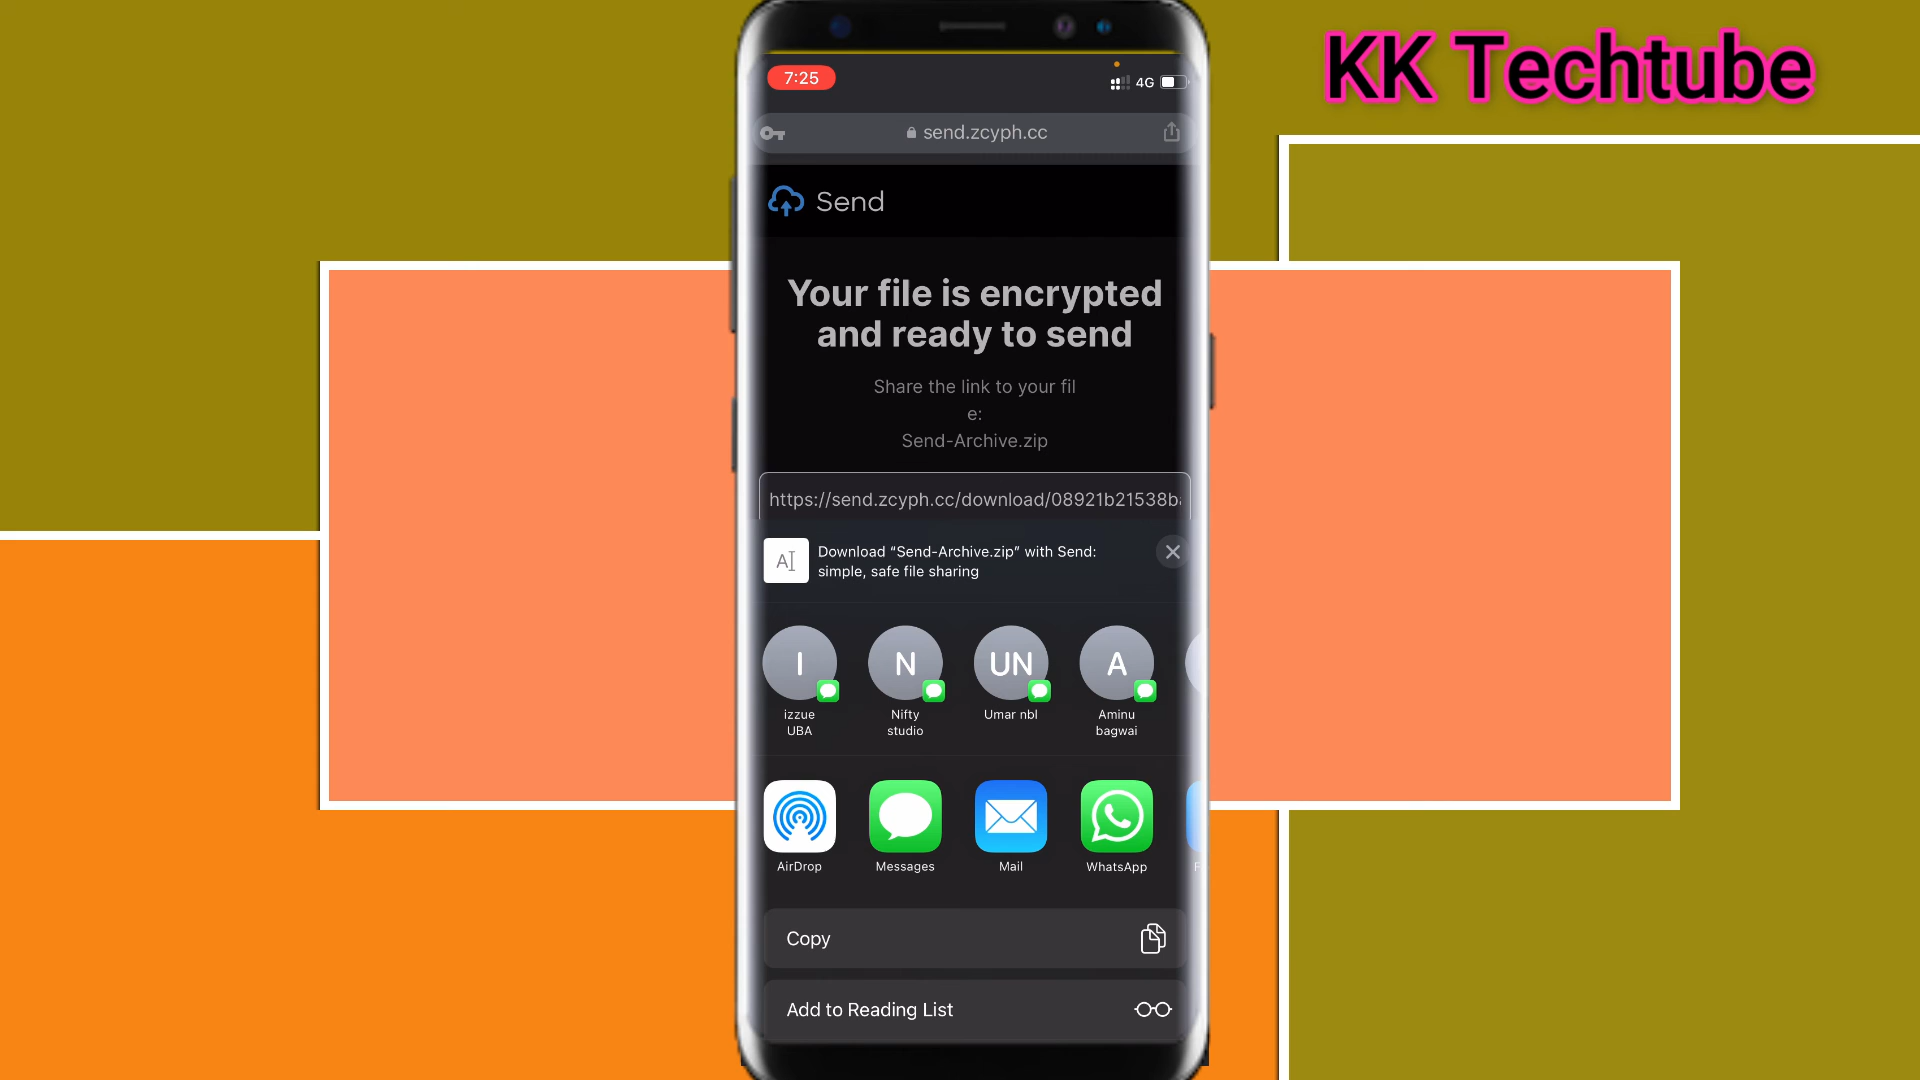 KK Techtube
7:25
4G
send.zcyph.cc
Send
Your file is encrypted
and ready to send
Share the link to your fil
e:
Send-Archive.zip
https://send.zcyph.cc/download/08921b21538b
Download “Send-Archive.zip” with Send:
simple, safe file sharing
I
N
UN
A
izzue
UBA
Nifty
studio
Umar nbl
Aminu
bagwai
AirDrop
Messages
Mail
WhatsApp
Copy
Add to Reading List